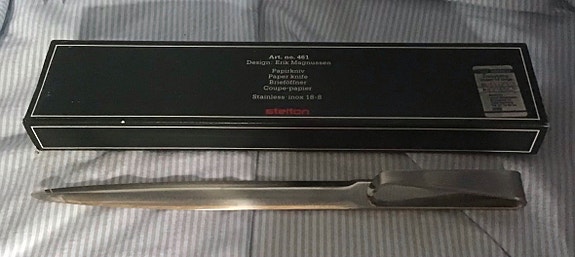 Art. no. 461
Design: Erik Magnussen
Papirkniv
Paper knife
Brieföffner
Coupe-papier
Stainless inox 18-8
stelton